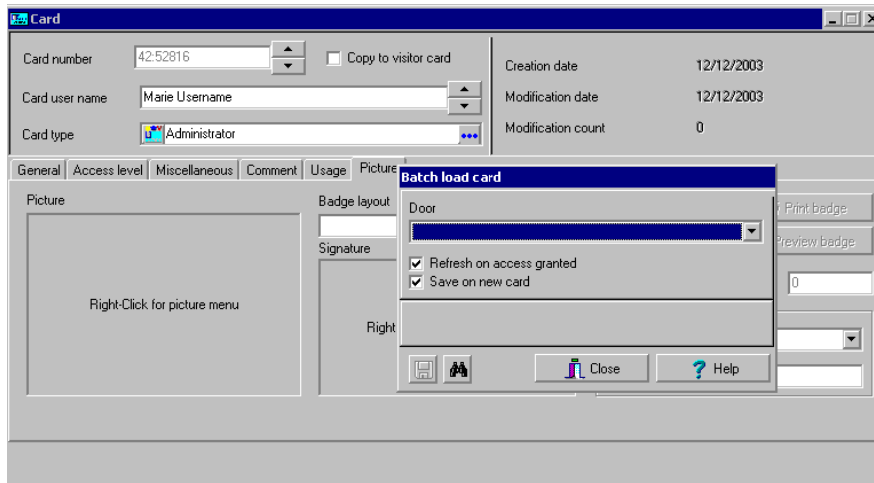 Card
Card number 42:52816 Copy to visitor card
Creation date 12/12/2003
Card user name Marie Username
Modification date 12/12/2003
Card type Administrator
Modification count 0
General Access level Miscellaneous Comment Usage Picture
Picture
Right-Click for picture menu
Badge layout
Signature
Right
Print badge
Preview badge
0
Batch load card
Door
Refresh on access granted
Save on new card
Close Help